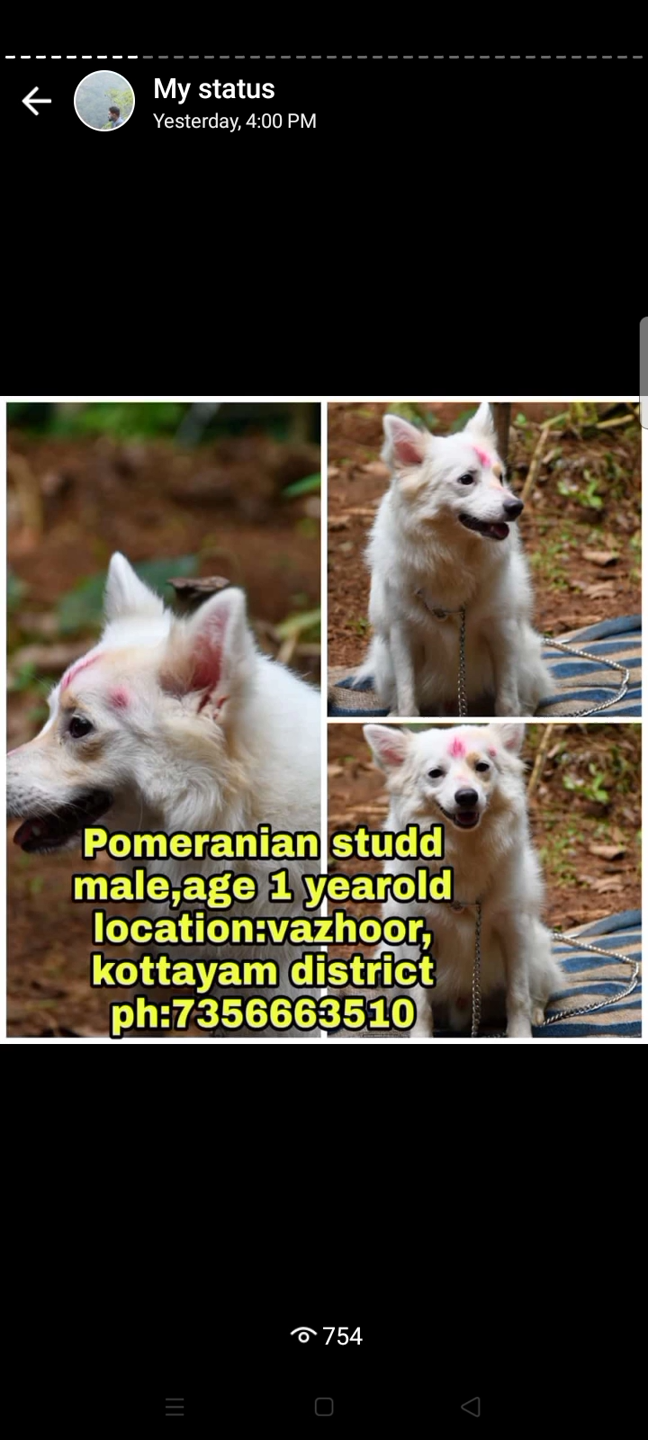 My status
Yesterday, 4:00 PM
Pomeranian studd
male,age 1 yearold
location:vazhoor,
kottayam district
ph:7356663510
754